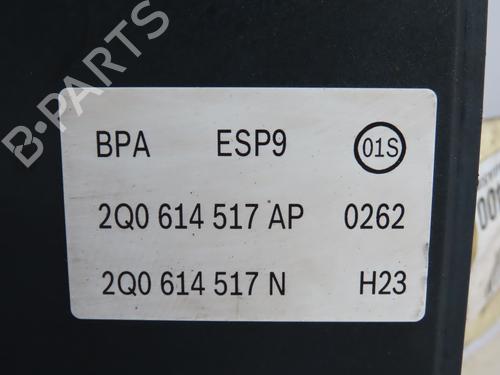 B-PARTS
BPA ESP9 01S
2Q0 614 517 AP 0262
2Q0 614 517 N H23